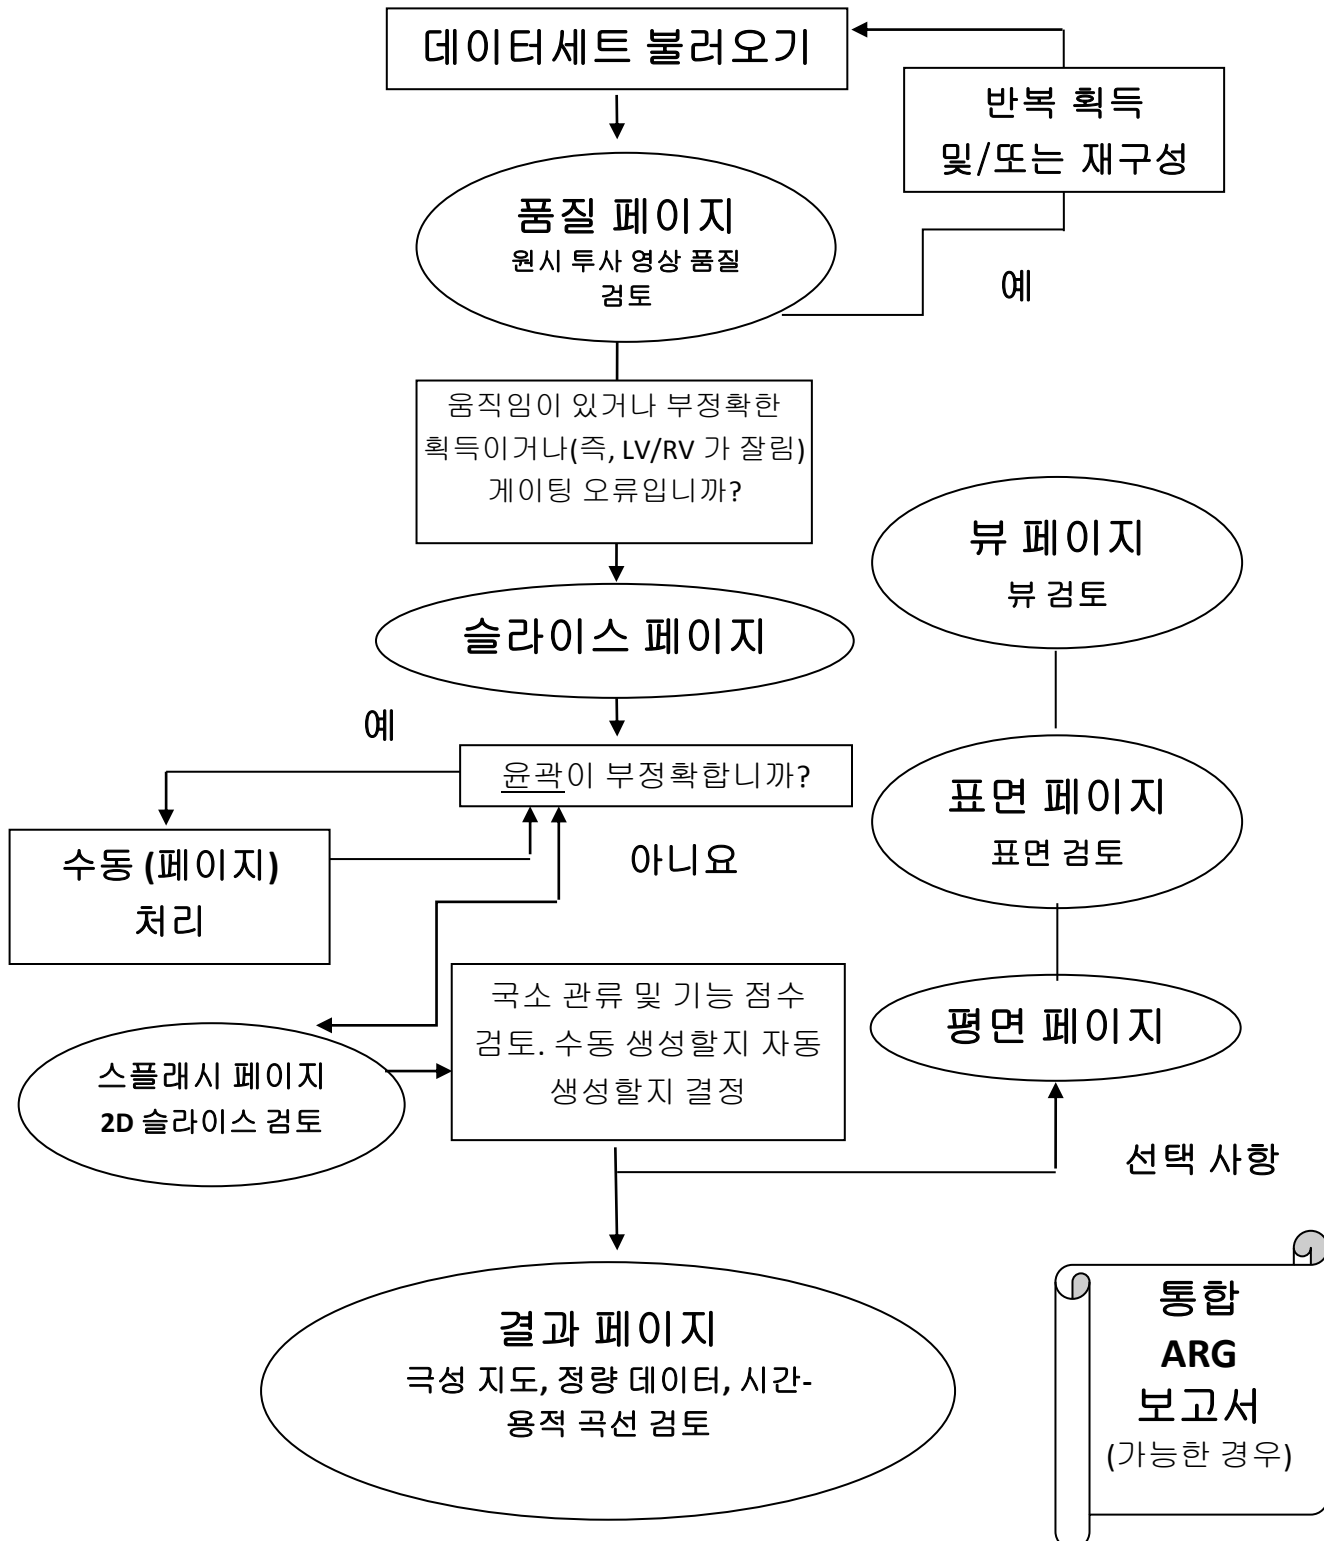 데이터세트 불러오기
반복 획득
및/또는 재구성
품질 페이지
원시 투사 영상 품질
검토
예
움직임이 있거나 부정확한
획득이거나(즉, LV/RV 가 잘림)
게이팅 오류입니까?
뷰 페이지
뷰 검토
슬라이스 페이지
예
윤곽이 부정확합니까?
표면 페이지
표면 검토
아니요
수동 (페이지)
처리
국소 관류 및 기능 점수
검토. 수동 생성할지 자동
생성할지 결정
평면 페이지
스플래시 페이지
2D 슬라이스 검토
선택 사항
결과 페이지
극성 지도, 정량 데이터, 시간-
용적 곡선 검토
통합
ARG
보고서
(가능한 경우)